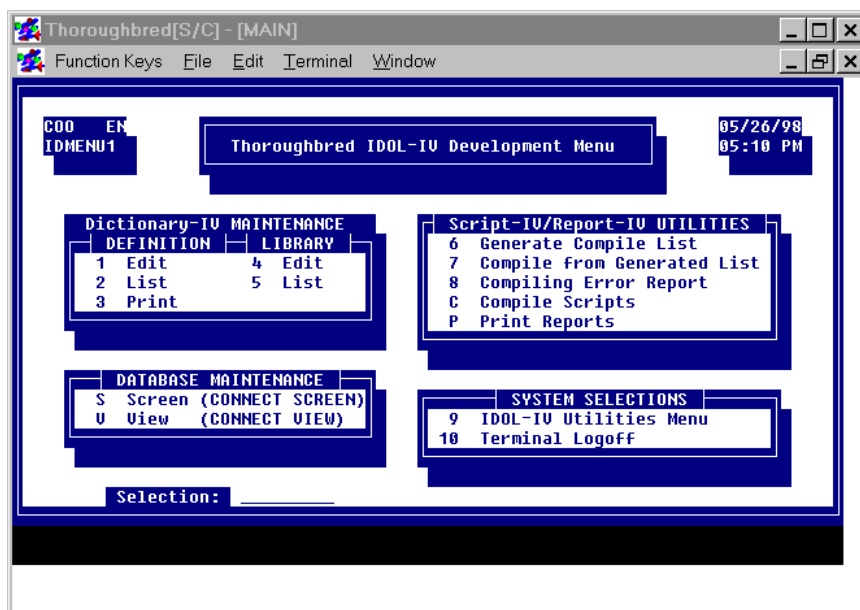 Thoroughbred[S/C] - [MAIN]
Function Keys File Edit Terminal Window
COO EN
IDMENU1
Thoroughbred IDOL-IV Development Menu
05/26/98
05:10 PM
Dictionary-IV MAINTENANCE
DEFINITION LIBRARY
1 Edit 4 Edit
2 List 5 List
3 Print
Script-IV/Report-IV UTILITIES
6 Generate Compile List
7 Compile from Generated List
8 Compiling Error Report
C Compile Scripts
P Print Reports
DATABASE MAINTENANCE
S Screen (CONNECT SCREEN)
V View (CONNECT VIEW)
SYSTEM SELECTIONS
9 IDOL-IV Utilities Menu
10 Terminal Logoff
Selection: